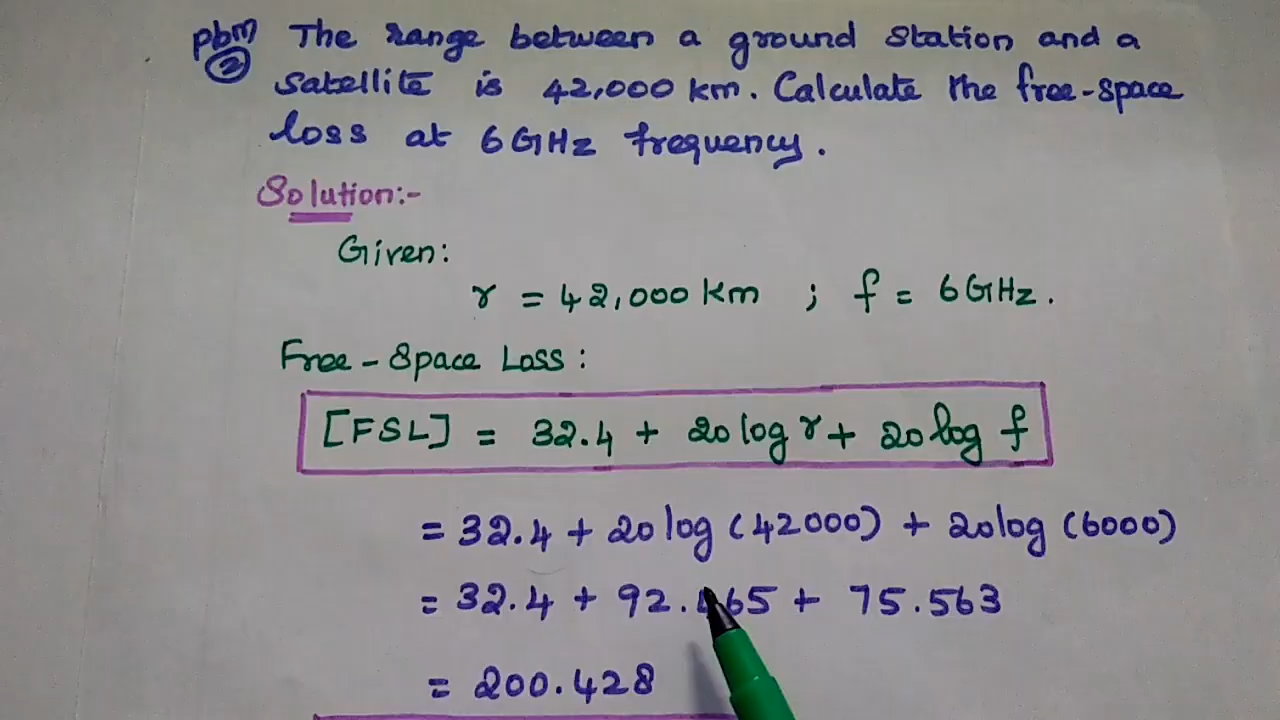 pbm The range between a ground station and a
② satellite is 42,000 km. Calculate the free-space
loss at 6 GHz frequency.
Solution:-
Given:
r = 42,000 km ; f = 6 GHz.
Free-Space Loss:
[FSL] = 32.4 + 20 log r + 20 log f
= 32.4 + 20 log (42000) + 20 log (6000)
= 32.4 + + 75.563
= 200.428